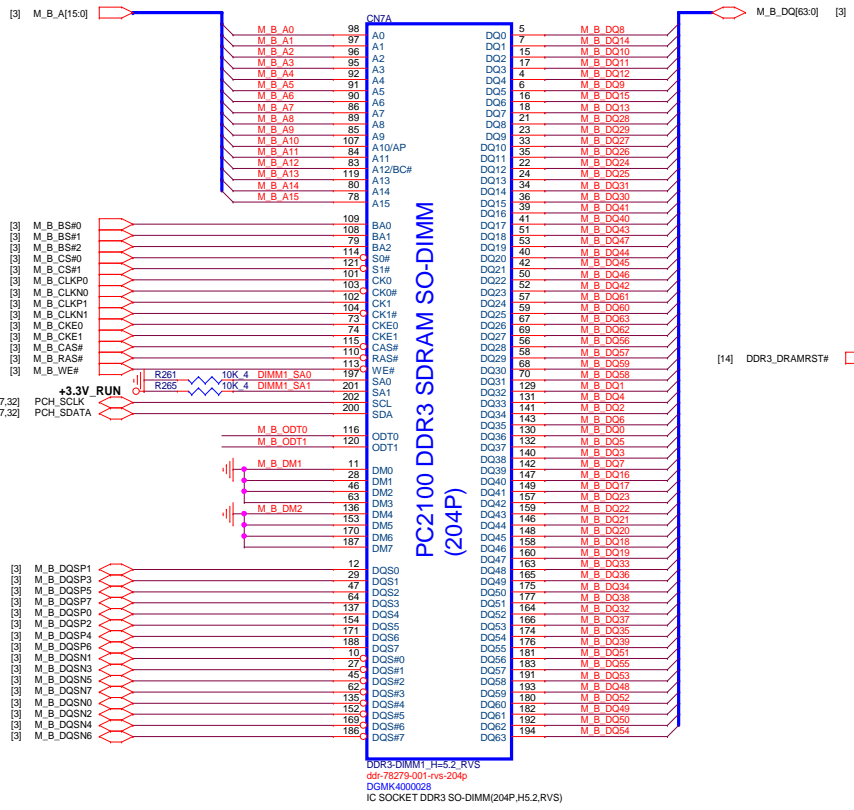 [3] M_B_A[15:0]
CN7A
M_B_DQ[63:0] [3]
M_B_A0 98 A0
M_B_A1 97 A1
M_B_A2 96 A2
M_B_A3 95 A3
M_B_A4 92 A4
M_B_A5 91 A5
M_B_A6 90 A6
M_B_A7 86 A7
M_B_A8 89 A8
M_B_A9 85 A9
M_B_A10 107 A10/AP
M_B_A11 84 A11
M_B_A12 83 A12/BC#
M_B_A13 119 A13
M_B_A14 80 A14
M_B_A15 78 A15
[3] M_B_BS#0 109 BA0
[3] M_B_BS#1 108 BA1
[3] M_B_BS#2 79 BA2
[3] M_B_CS#0 114 S0#
[3] M_B_CS#1 121 S1#
[3] M_B_CLKP0 101 CK0
[3] M_B_CLKN0 103 CK0#
[3] M_B_CLKP1 102 CK1
[3] M_B_CLKN1 104 CK1#
[3] M_B_CKE0 73 CKE0
[3] M_B_CKE1 74 CKE1
[3] M_B_CAS# 115 CAS#
[3] M_B_RAS# 110 RAS#
[3] M_B_WE# 113 WE#
R261 10K_4 DIMM1_SA0 197 SA0
+3.3V_RUN R265 10K_4 DIMM1_SA1 201 SA1
7,32] PCH_SCLK 202 SCL
7,32] PCH_SDATA 200 SDA
M_B_ODT0 116 ODT0
M_B_ODT1 120 ODT1
M_B_DM1 11 DM0
28 DM1
46 DM2
63 DM3
M_B_DM2 136 DM4
153 DM5
170 DM6
187 DM7
[3] M_B_DQSP1 12 DQS0
[3] M_B_DQSP3 29 DQS1
[3] M_B_DQSP5 47 DQS2
[3] M_B_DQSP7 64 DQS3
[3] M_B_DQSP0 137 DQS4
[3] M_B_DQSP2 154 DQS5
[3] M_B_DQSP4 171 DQS6
[3] M_B_DQSP6 188 DQS7
[3] M_B_DQSN1 10 DQS#0
[3] M_B_DQSN3 27 DQS#1
[3] M_B_DQSN5 45 DQS#2
[3] M_B_DQSN7 62 DQS#3
[3] M_B_DQSN0 135 DQS#4
[3] M_B_DQSN2 152 DQS#5
[3] M_B_DQSN4 169 DQS#6
[3] M_B_DQSN6 186 DQS#7
PC2100 DDR3 SDRAM SO-DIMM
(204P)
DQ0 5 M_B_DQ8
DQ1 7 M_B_DQ14
DQ2 15 M_B_DQ10
DQ3 17 M_B_DQ11
DQ4 4 M_B_DQ12
DQ5 6 M_B_DQ9
DQ6 16 M_B_DQ15
DQ7 18 M_B_DQ13
DQ8 21 M_B_DQ28
DQ9 23 M_B_DQ29
DQ10 33 M_B_DQ27
DQ11 35 M_B_DQ26
DQ12 22 M_B_DQ24
DQ13 24 M_B_DQ25
DQ14 34 M_B_DQ31
DQ15 36 M_B_DQ30
DQ16 39 M_B_DQ41
DQ17 41 M_B_DQ40
DQ18 51 M_B_DQ43
DQ19 53 M_B_DQ47
DQ20 40 M_B_DQ44
DQ21 42 M_B_DQ45
DQ22 50 M_B_DQ46
DQ23 52 M_B_DQ42
DQ24 57 M_B_DQ61
DQ25 59 M_B_DQ60
DQ26 67 M_B_DQ63
DQ27 69 M_B_DQ62
DQ28 56 M_B_DQ56
DQ29 58 M_B_DQ57
DQ30 68 M_B_DQ59
DQ31 70 M_B_DQ58
DQ32 129 M_B_DQ1
DQ33 131 M_B_DQ4
DQ34 141 M_B_DQ2
DQ35 143 M_B_DQ6
DQ36 130 M_B_DQ0
DQ37 132 M_B_DQ5
DQ38 140 M_B_DQ3
DQ39 142 M_B_DQ7
DQ40 147 M_B_DQ16
DQ41 149 M_B_DQ17
DQ42 157 M_B_DQ23
DQ43 159 M_B_DQ22
DQ44 146 M_B_DQ21
DQ45 148 M_B_DQ20
DQ46 158 M_B_DQ18
DQ47 160 M_B_DQ19
DQ48 163 M_B_DQ33
DQ49 165 M_B_DQ36
DQ50 175 M_B_DQ34
DQ51 177 M_B_DQ38
DQ52 164 M_B_DQ32
DQ53 166 M_B_DQ37
DQ54 174 M_B_DQ35
DQ55 176 M_B_DQ39
DQ56 181 M_B_DQ51
DQ57 183 M_B_DQ55
DQ58 191 M_B_DQ53
DQ59 193 M_B_DQ48
DQ60 180 M_B_DQ52
DQ61 182 M_B_DQ49
DQ62 192 M_B_DQ50
DQ63 194 M_B_DQ54
[14] DDR3_DRAMRST#
DDR3-DIMM1_H=5.2_RVS
ddr-78279-001-rvs-204p
DGMK4000028
IC SOCKET DDR3 SO-DIMM(204P,H5.2,RVS)